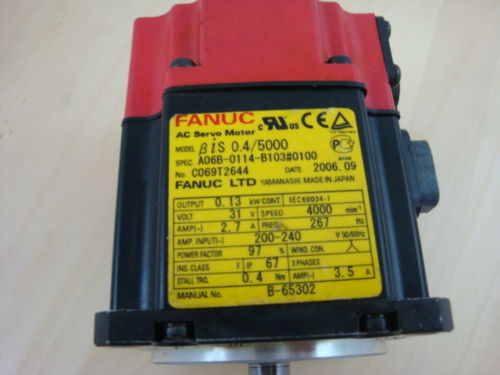 FANUC c RU us CE
AC Servo Motor
MODEL βiS 0.4/5000
SPEC. A06B-0114-B103#0100
No. C069T2644 DATE 2006.09
FANUC LTD YAMANASHI MADE IN JAPAN
OUTPUT 0.13 kW CONT. IEC60034-1
VOLT 31 V SPEED 4000 min-1
AMP(~) 2.7 A FREQ. 267 Hz
AMP INPUT(~) 200-240 V 50/60Hz
POWER FACTOR 97 % WIND. CON.
INS. CLASS F IP 67 3 PHASES
STALL TRQ. 0.4 Nm AMP(~) 3.5 A
MANUAL No. B-65302